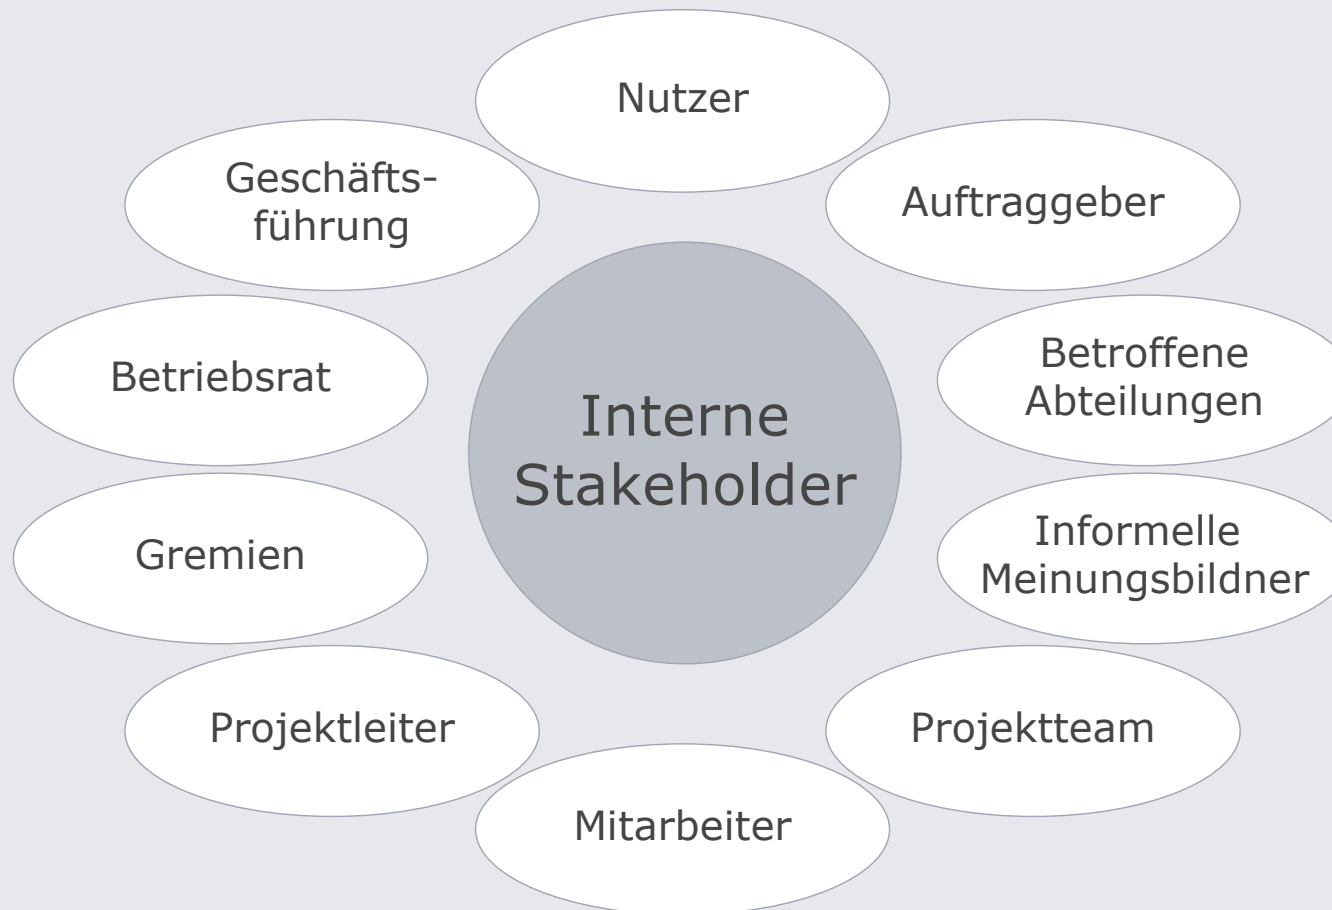 Nutzer
Geschäfts-
führung
Auftraggeber
Betriebsrat
Betroffene
Abteilungen
Interne
Stakeholder
Gremien
Informelle
Meinungsbildner
Projektleiter
Projektteam
Mitarbeiter